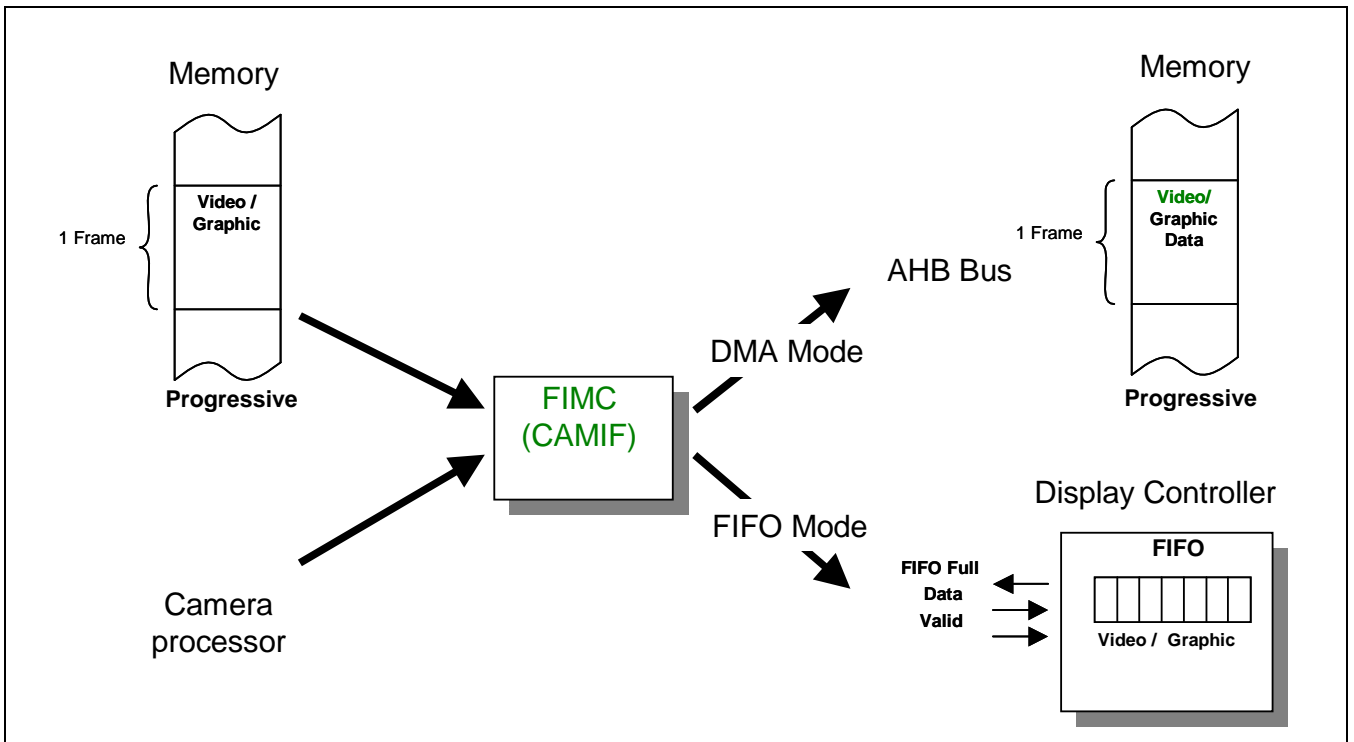 Memory
Video /
Graphic
1 Frame
Progressive
Camera
processor
FIMC
(CAMIF)
DMA Mode
FIFO Mode
AHB Bus
Memory
Video/
Graphic
Data
1 Frame
Progressive
Display Controller
FIFO
Video / Graphic
FIFO Full
Data
Valid